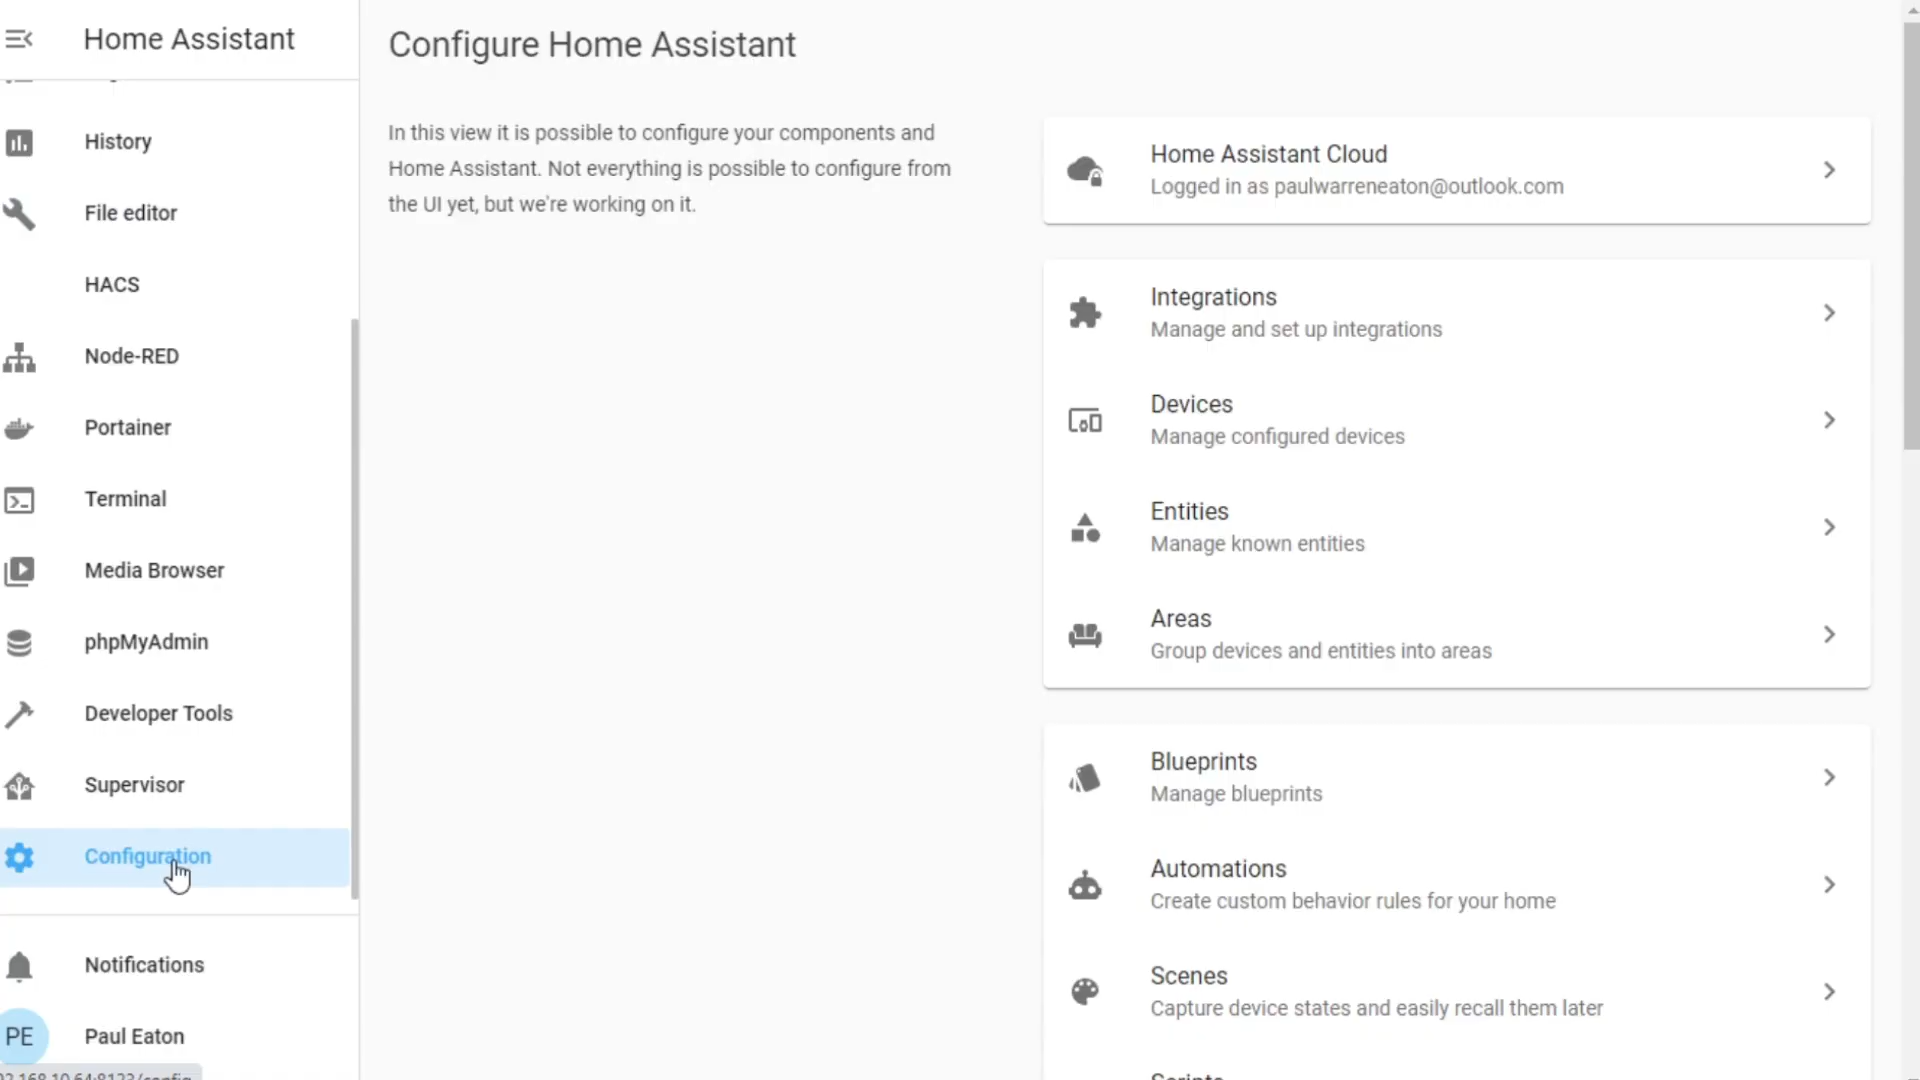 Home Assistant
History
File editor
HACS
Node-RED
Portainer
Terminal
Media Browser
phpMyAdmin
Developer Tools
Supervisor
Configuration
Notifications
PE
Paul Eaton
Configure Home Assistant
In this view it is possible to configure your components and
Home Assistant. Not everything is possible to configure from
the UI yet, but we're working on it.
Home Assistant Cloud
Logged in as paulwarreneaton@outlook.com
Integrations
Manage and set up integrations
Devices
Manage configured devices
Entities
Manage known entities
Areas
Group devices and entities into areas
Blueprints
Manage blueprints
Automations
Create custom behavior rules for your home
Scenes
Capture device states and easily recall them later
Scripts